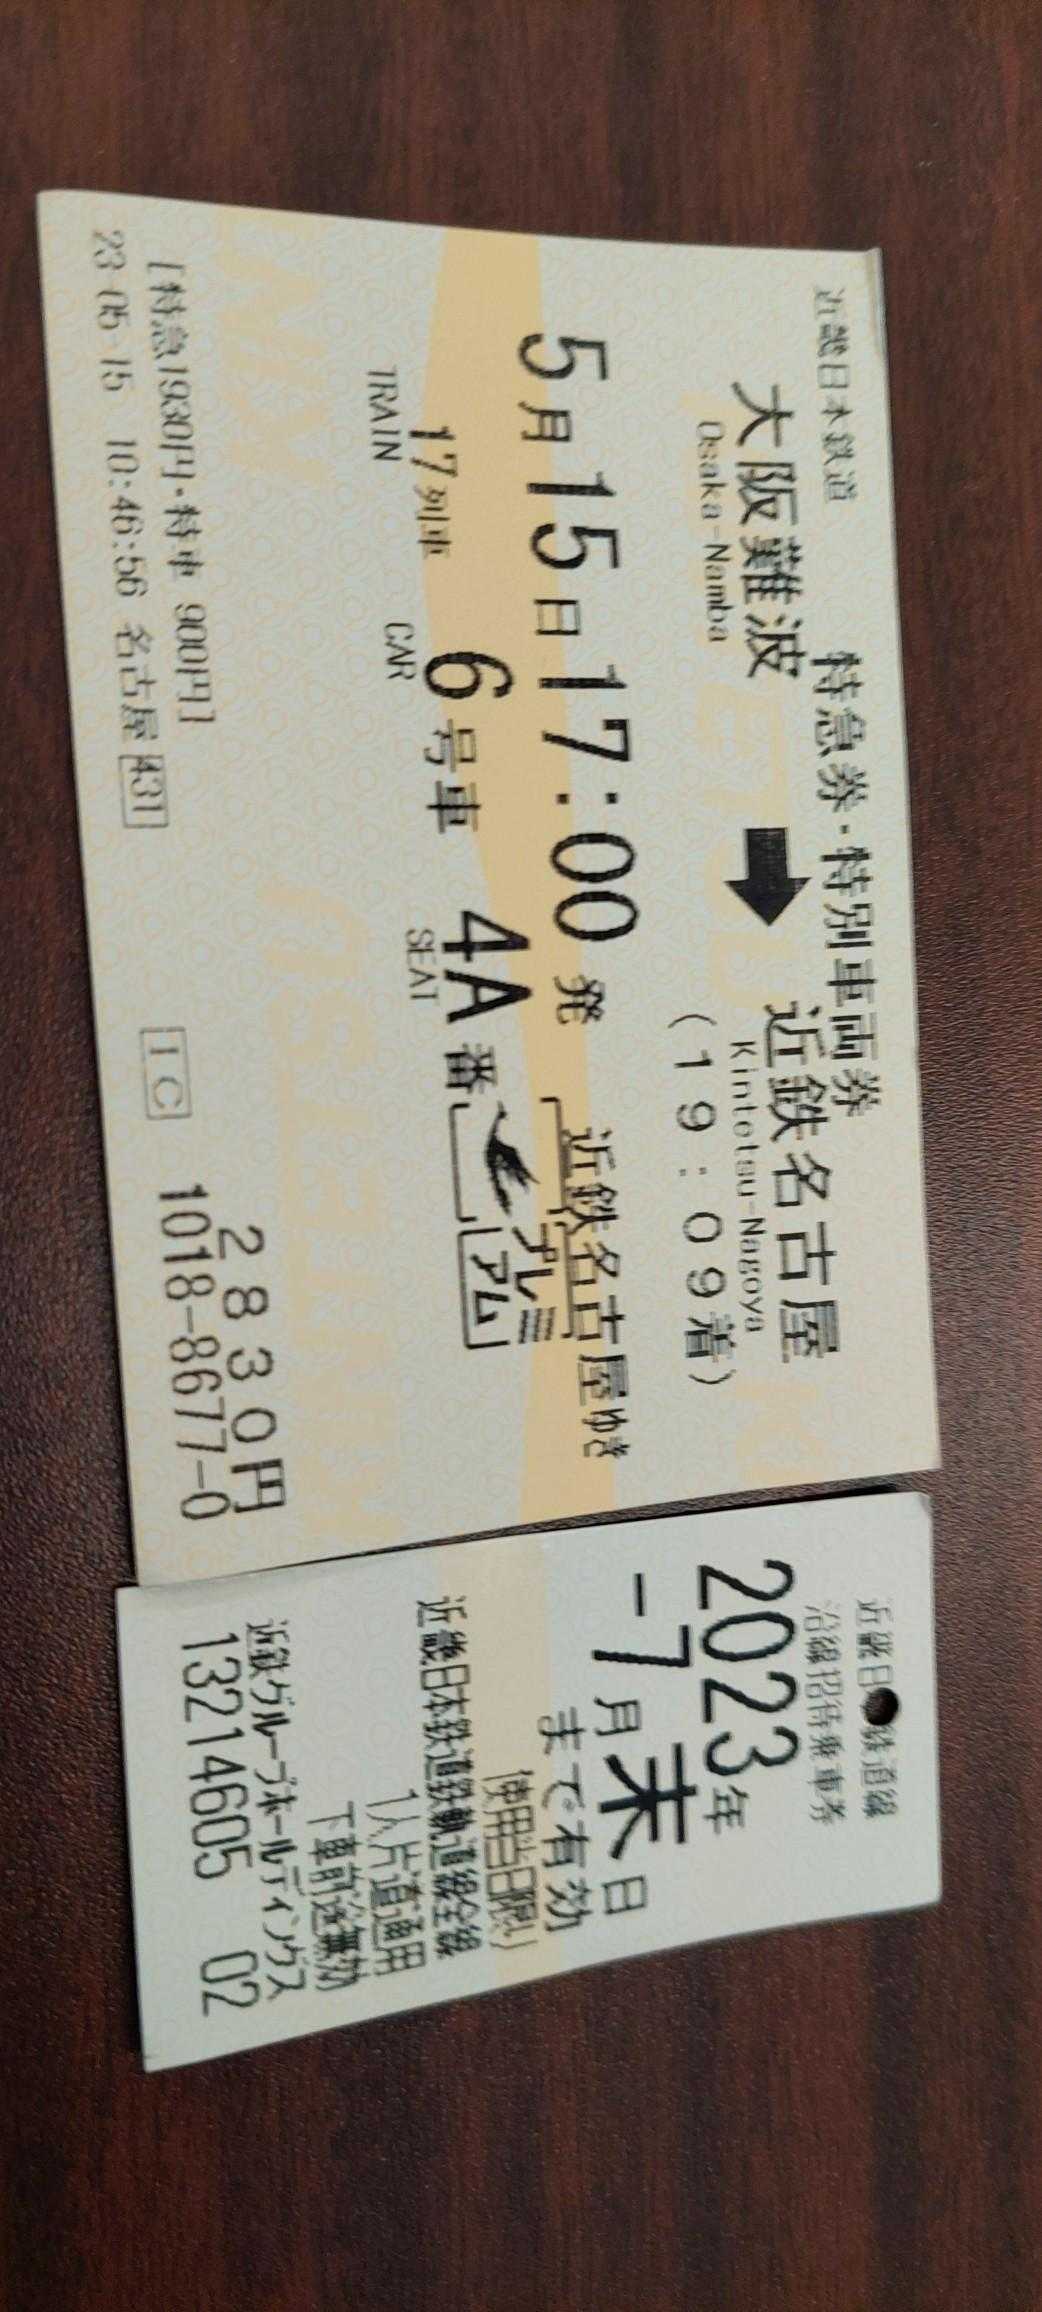 近畿日本鉄道
特急券・特別車両券
大阪難波 → 近鉄名古屋
Osaka-Namba Kintetsu-Nagoya
(19:09着)
5月15日17:00発 近鉄名古屋ゆき
17列車 6号車 4A番 プレミアム
TRAIN CAR SEAT
2830円
[特急1930円・特車 900円]
23-05-15 10:46:56 名古屋 431 IC 1018-8677-0
近畿日 鉄道線
沿線招待乗車券
2023年
-7月末日
まで有効
(使用当日限り)
近畿日本鉄道鉄軌道線全線
1人片道通用
下車前途無効
近鉄グループホールディングス
13214605 02